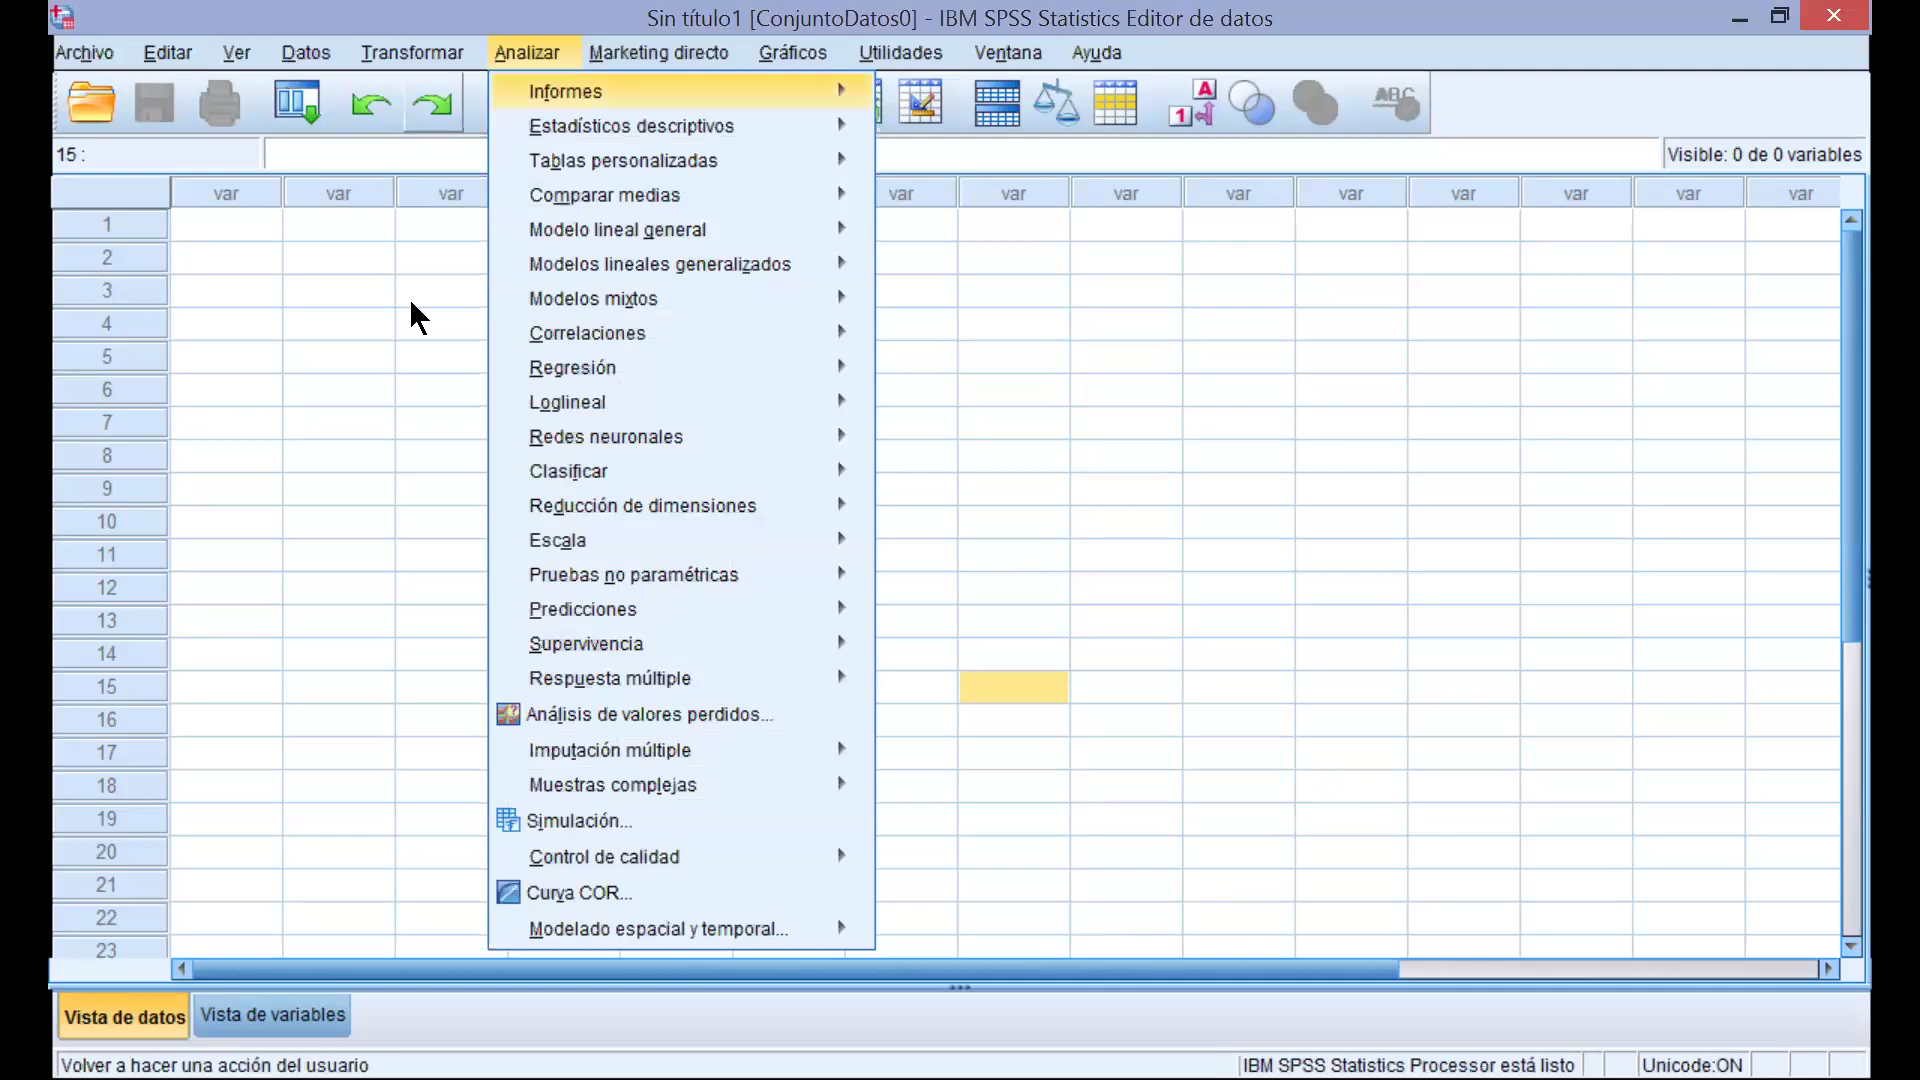 Sin título1 [ConjuntoDatos0] - IBM SPSS Statistics Editor de datos
Archivo Editar Ver Datos Transformar Analizar Marketing directo Gráficos Utilidades Ventana Ayuda
A
1
ABC
15 :
Visible: 0 de 0 variables
var var var var var var var var var var var var
Informes
Estadísticos descriptivos
Tablas personalizadas
Comparar medias
Modelo lineal general
Modelos lineales generalizados
Modelos mixtos
Correlaciones
Regresión
Loglineal
Redes neuronales
Clasificar
Reducción de dimensiones
Escala
Pruebas no paramétricas
Predicciones
Supervivencia
Respuesta múltiple
Análisis de valores perdidos...
Imputación múltiple
Muestras complejas
Simulación...
Control de calidad
Curva COR...
Modelado espacial y temporal...
1
2
3
4
5
6
7
8
9
10
11
12
13
14
15
16
17
18
19
20
21
22
23
Vista de datos Vista de variables
Volver a hacer una acción del usuario
IBM SPSS Statistics Processor está listo
Unicode:ON